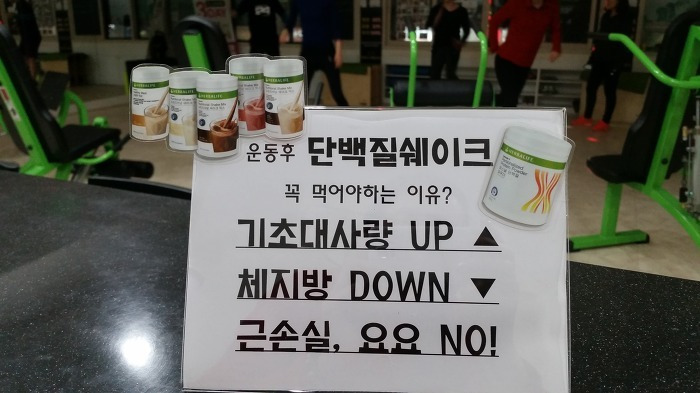 HERBALIFE
운동후 단백질쉐이크
꼭 먹어야하는 이유?
기초대사량 UP ▲
체지방 DOWN ▼
근손실, 요요 NO!